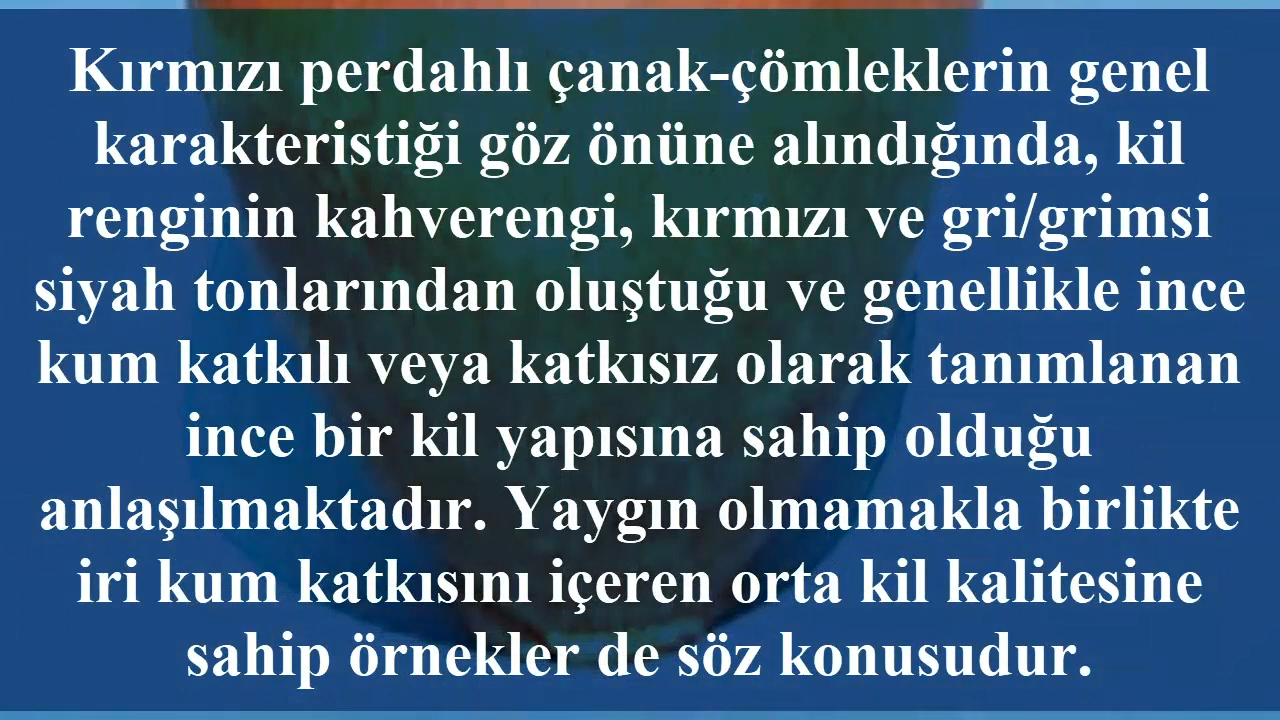 Kırmızı perdahlı çanak-çömleklerin genel
karakteristiği göz önüne alındığında, kil
renginin kahverengi, kırmızı ve gri/grimsi
siyah tonlarından oluştuğu ve genellikle ince
kum katkılı veya katkısız olarak tanımlanan
ince bir kil yapısına sahip olduğu
anlaşılmaktadır. Yaygın olmamakla birlikte
iri kum katkısını içeren orta kil kalitesine
sahip örnekler de söz konusudur.